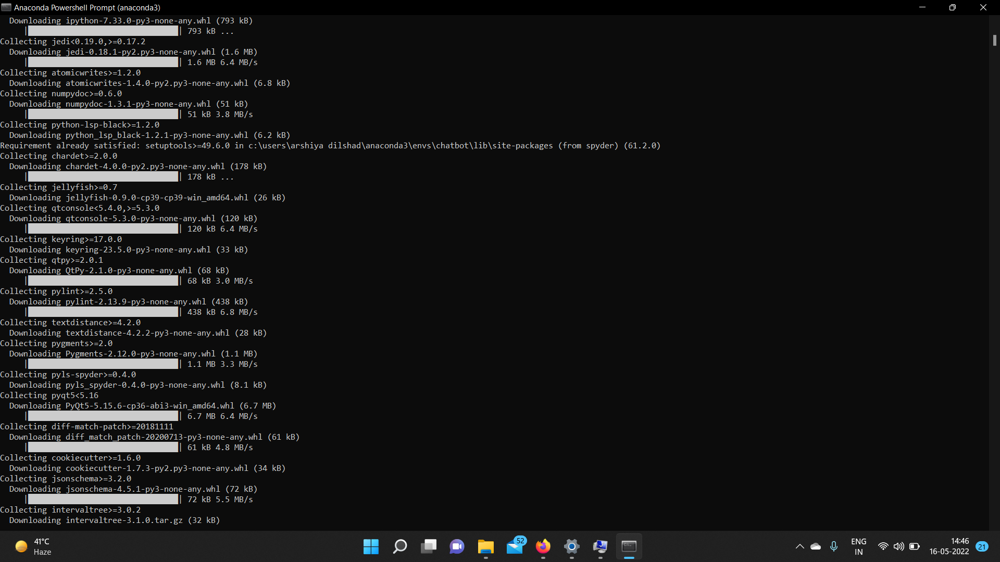 Anaconda Powershell Prompt (anaconda3)
Downloading ipython-7.33.0-py3-none-any.whl (793 kB)
| | 793 kB ...
Collecting jedi<0.19.0,>=0.17.2
Downloading jedi-0.18.1-py2.py3-none-any.whl (1.6 MB)
| | 1.6 MB 6.4 MB/s
Collecting atomicwrites>=1.2.0
Downloading atomicwrites-1.4.0-py2.py3-none-any.whl (6.8 kB)
Collecting numpydoc>=0.6.0
Downloading numpydoc-1.3.1-py3-none-any.whl (51 kB)
| | 51 kB 3.8 MB/s
Collecting python-lsp-black>=1.2.0
Downloading python_lsp_black-1.2.1-py3-none-any.whl (6.2 kB)
Requirement already satisfied: setuptools>=49.6.0 in c:\users\arshiya dilshad\anaconda3\envs\chatbot\lib\site-packages (from spyder) (61.2.0)
Collecting chardet>=2.0.0
Downloading chardet-4.0.0-py2.py3-none-any.whl (178 kB)
| | 178 kB ...
Collecting jellyfish>=0.7
Downloading jellyfish-0.9.0-cp39-cp39-win_amd64.whl (26 kB)
Collecting qtconsole<5.4.0,>=5.3.0
Downloading qtconsole-5.3.0-py3-none-any.whl (120 kB)
| | 120 kB 6.4 MB/s
Collecting keyring>=17.0.0
Downloading keyring-23.5.0-py3-none-any.whl (33 kB)
Collecting qtpy>=2.0.1
Downloading QtPy-2.1.0-py3-none-any.whl (68 kB)
| | 68 kB 3.0 MB/s
Collecting pylint>=2.5.0
Downloading pylint-2.13.9-py3-none-any.whl (438 kB)
| | 438 kB 6.8 MB/s
Collecting textdistance>=4.2.0
Downloading textdistance-4.2.2-py3-none-any.whl (28 kB)
Collecting pygments>=2.0
Downloading Pygments-2.12.0-py3-none-any.whl (1.1 MB)
| | 1.1 MB 3.3 MB/s
Collecting pyls-spyder>=0.4.0
Downloading pyls_spyder-0.4.0-py3-none-any.whl (8.1 kB)
Collecting pyqt5<5.16
Downloading PyQt5-5.15.6-cp36-abi3-win_amd64.whl (6.7 MB)
| | 6.7 MB 6.4 MB/s
Collecting diff-match-patch>=20181111
Downloading diff_match_patch-20200713-py3-none-any.whl (61 kB)
| | 61 kB 4.8 MB/s
Collecting cookiecutter>=1.6.0
Downloading cookiecutter-1.7.3-py2.py3-none-any.whl (34 kB)
Collecting jsonschema>=3.2.0
Downloading jsonschema-4.5.1-py3-none-any.whl (72 kB)
| | 72 kB 5.5 MB/s
Collecting intervaltree>=3.0.2
Downloading intervaltree-3.1.0.tar.gz (32 kB)
41°C
Haze
52
ENG
IN
14:46
16-05-2022
21